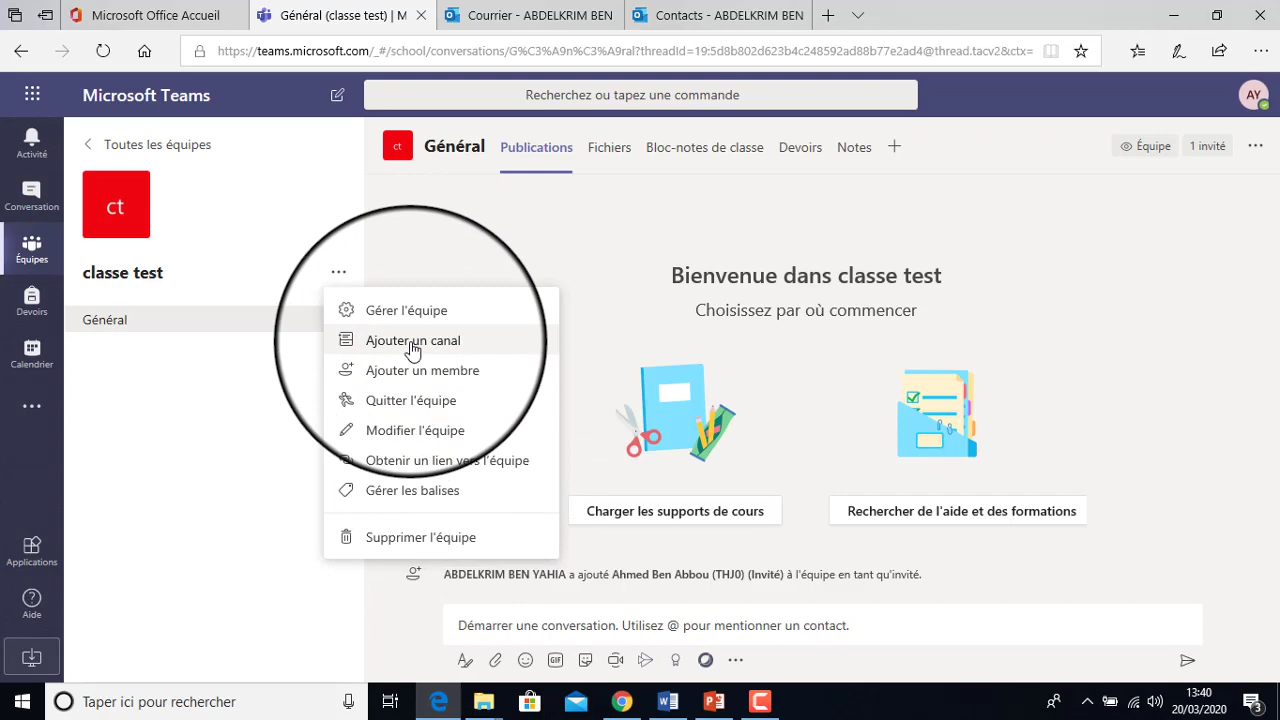 Microsoft Office Accueil
Général (classe test) | M
Courrier - ABDELKRIM BEN
Contacts - ABDELKRIM BEN
https://teams.microsoft.com/_#/school/conversations/G%C3%A9n%C3%A9ral?threadId=19:5d8b802d623b4c248592ad88b77e2ad4@thread.tacv2&ctx=
Microsoft Teams
Recherchez ou tapez une commande
AY
Activité
Conversation
Équipes
Devoirs
Calendrier
Applications
Aide
Toutes les équipes
ct
classe test
Général
ct
Général
Publications
Fichiers
Bloc-notes de classe
Devoirs
Notes
Équipe
1 invité
Gérer l'équipe
Ajouter un canal
Ajouter un membre
Quitter l'équipe
Modifier l'équipe
Obtenir un lien vers l'équipe
Gérer les balises
Supprimer l'équipe
Bienvenue dans classe test
Choisissez par où commencer
Charger les supports de cours
Rechercher de l'aide et des formations
ABDELKRIM BEN YAHIA a ajouté Ahmed Ben Abbou (THJ0) (Invité) à l'équipe en tant qu'invité.
Démarrer une conversation. Utilisez @ pour mentionner un contact.
GIF
Taper ici pour rechercher
13:40
20/03/2020
3